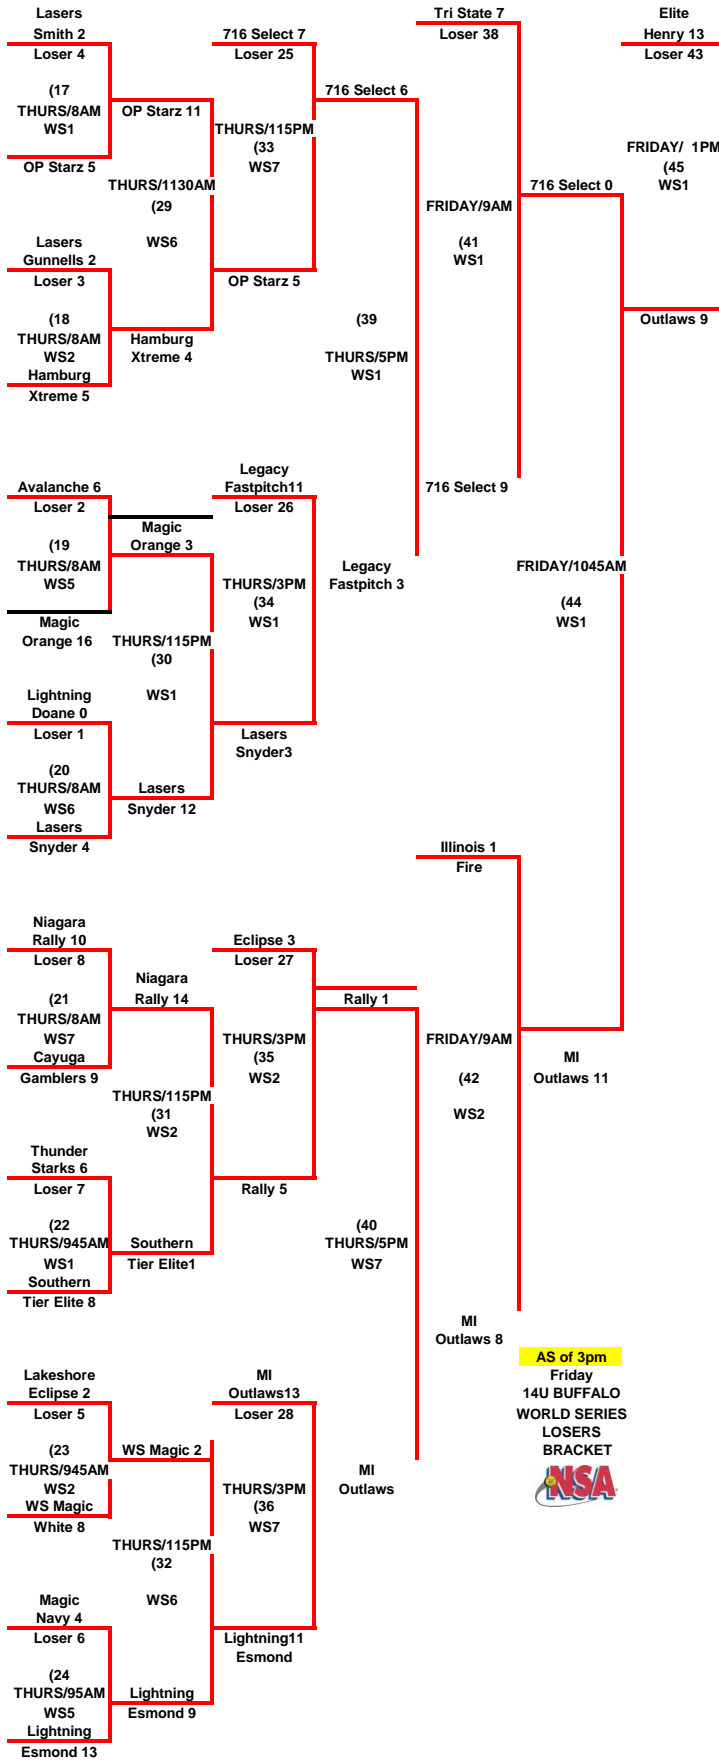 Lasers
Smith 2
Loser 4
(17
THURS/8AM
WS1
OP Starz 5
Lasers
Gunnells 2
Loser 3
(18
THURS/8AM
WS2
Hamburg
Xtreme 5
Avalanche 6
Loser 2
(19
THURS/8AM
WS5
Magic
Orange 16
Lightning
Doane 0
Loser 1
(20
THURS/8AM
WS6
Lasers
Snyder 4
Niagara
Rally 10
Loser 8
(21
THURS/8AM
WS7
Cayuga
Gamblers 9
Thunder
Starks 6
Loser 7
(22
THURS/945AM
WS1
Southern
Tier Elite 8
Lakeshore
Eclipse 2
Loser 5
(23
THURS/945AM
WS2
WS Magic
White 8
Magic
Navy 4
Loser 6
(24
THURS/95AM
WS5
Lightning
Esmond 13
OP Starz 11
THURS/1130AM
(29
WS6
Hamburg
Xtreme 4
Magic
Orange 3
THURS/115PM
(30
WS1
Lasers
Snyder 12
Niagara
Rally 14
THURS/115PM
(31
WS2
Southern
Tier Elite1
WS Magic 2
THURS/115PM
(32
WS6
Lightning
Esmond 9
716 Select 7
Loser 25
THURS/115PM
(33
WS7
OP Starz 5
Legacy
Fastpitch11
Loser 26
THURS/3PM
(34
WS1
Lasers
Snyder3
Eclipse 3
Loser 27
THURS/3PM
(35
WS2
Rally 5
MI
Outlaws13
Loser 28
THURS/3PM
(36
WS7
Lightning11
Esmond
716 Select 6
(39
THURS/5PM
WS1
Legacy
Fastpitch 3
Rally 1
(40
THURS/5PM
WS7
MI
Outlaws
Tri State 7
Loser 38
FRIDAY/9AM
(41
WS1
716 Select 9
Illinois 1
Fire
FRIDAY/9AM
(42
WS2
MI
Outlaws 8
716 Select 0
FRIDAY/1045AM
(44
WS1
MI
Outlaws 11
Elite
Henry 13
Loser 43
FRIDAY/ 1PM
(45
WS1
Outlaws 9
AS of 3pm
Friday
14U BUFFALO
WORLD SERIES
LOSERS
BRACKET
NSA